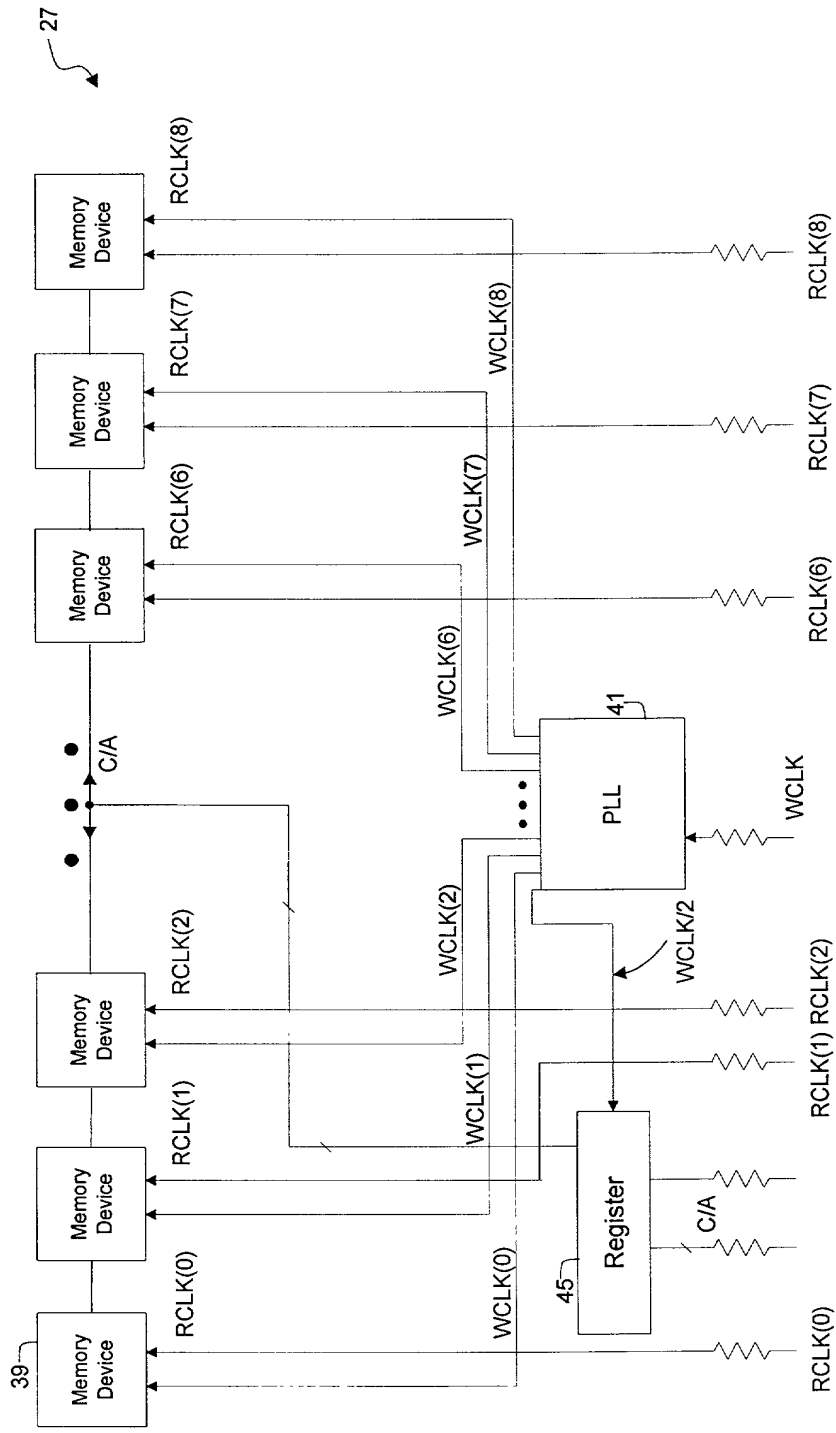 27
Memory
Device
Memory
Device
Memory
Device
Memory
Device
Memory
Device
Memory
Device
39
RCLK(0)
RCLK(1)
RCLK(2)
C/A
RCLK(6)
RCLK(7)
RCLK(8)
WCLK(0)
WCLK(1)
WCLK(2)
WCLK(6)
WCLK(7)
WCLK(8)
45
Register
WCLK/2
PLL
41
C/A
RCLK(0)
RCLK(1) RCLK(2)
WCLK
RCLK(6)
RCLK(7)
RCLK(8)